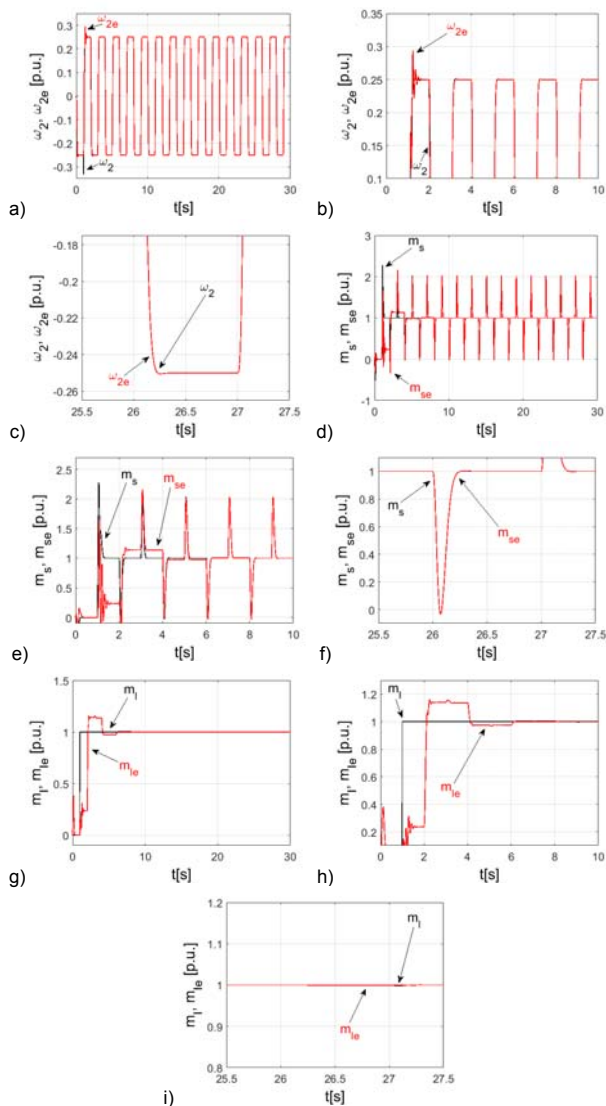 ω2e
0.3
0.2
0.1
0
-0.1
-0.2
-0.3
ω2, ω2e [p.u.]
ω2
0 5 10 15 20 25 30
t[s]
a)
ω2e
0.3
0.25
0.2
0.15
0.1
ω2, ω2e [p.u.]
ω2
0 2 4 6 8 10
t[s]
b)
-0.18
-0.2
-0.22
-0.24
-0.26
ω2, ω2e [p.u.]
ω2
ω2e
25.5 26 26.5 27 27.5
t[s]
c)
ms
3
2
1
0
-1
ms, mse [p.u.]
mse
0 5 10 15 20 25 30
t[s]
d)
2.5
2
1.5
1
0.5
0
ms, mse [p.u.]
ms
mse
0 2 4 6 8 10
t[s]
e)
1
0.8
0.6
0.4
0.2
0
ms, mse [p.u.]
ms
mse
25.5 26 26.5 27 27.5
t[s]
f)
1.5
1
0.5
0
ml, mle [p.u.]
ml
mle
0 10 20 30
t[s]
g)
1.2
1
0.8
0.6
0.4
0.2
ml, mle [p.u.]
ml
mle
0 2 4 6 8 10
t[s]
h)
1.2
1.1
1
0.9
0.8
ml, mle [p.u.]
ml
mle
25.5 26 26.5 27 27.5
t[s]
i)